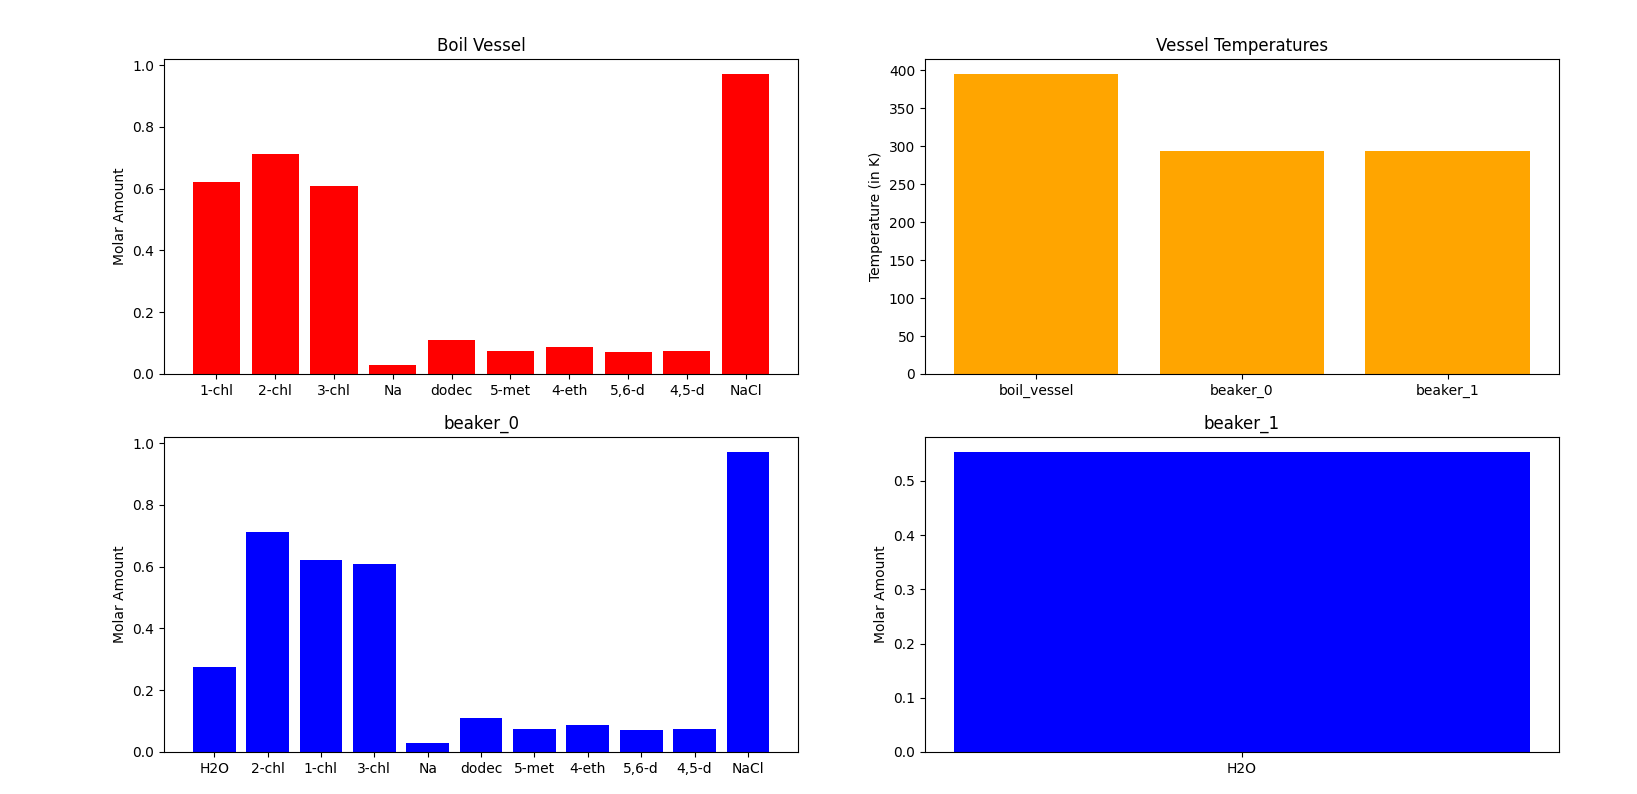 Boil Vessel
Molar Amount
1.0
0.8
0.6
0.4
0.2
0.0
1-chl 2-chl 3-chl Na dodec 5-met 4-eth 5,6-d 4,5-d NaCl
Vessel Temperatures
Temperature (in K)
400
350
300
250
200
150
100
50
0
boil_vessel beaker_0 beaker_1
beaker_0
Molar Amount
1.0
0.8
0.6
0.4
0.2
0.0
H2O 2-chl 1-chl 3-chl Na dodec 5-met 4-eth 5,6-d 4,5-d NaCl
beaker_1
Molar Amount
0.5
0.4
0.3
0.2
0.1
0.0
H2O